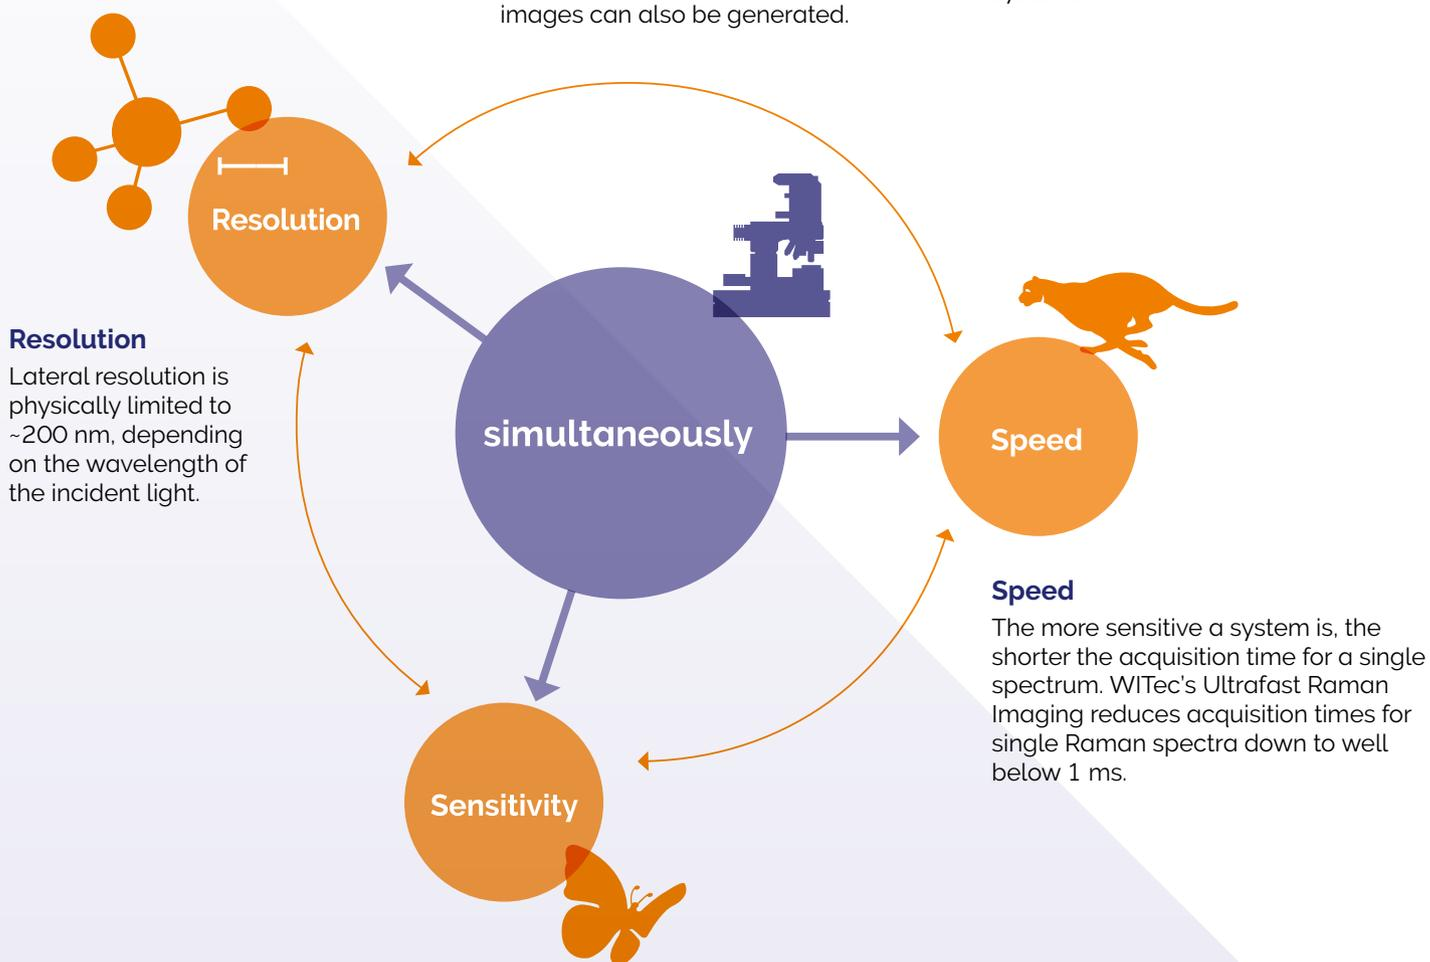 images can also be generated.
Resolution
Resolution
Lateral resolution is
physically limited to
~200 nm, depending
on the wavelength of
the incident light.
simultaneously
Speed
Speed
The more sensitive a system is, the
shorter the acquisition time for a single
spectrum. WITec’s Ultrafast Raman
Imaging reduces acquisition times for
single Raman spectra down to well
below 1 ms.
Sensitivity